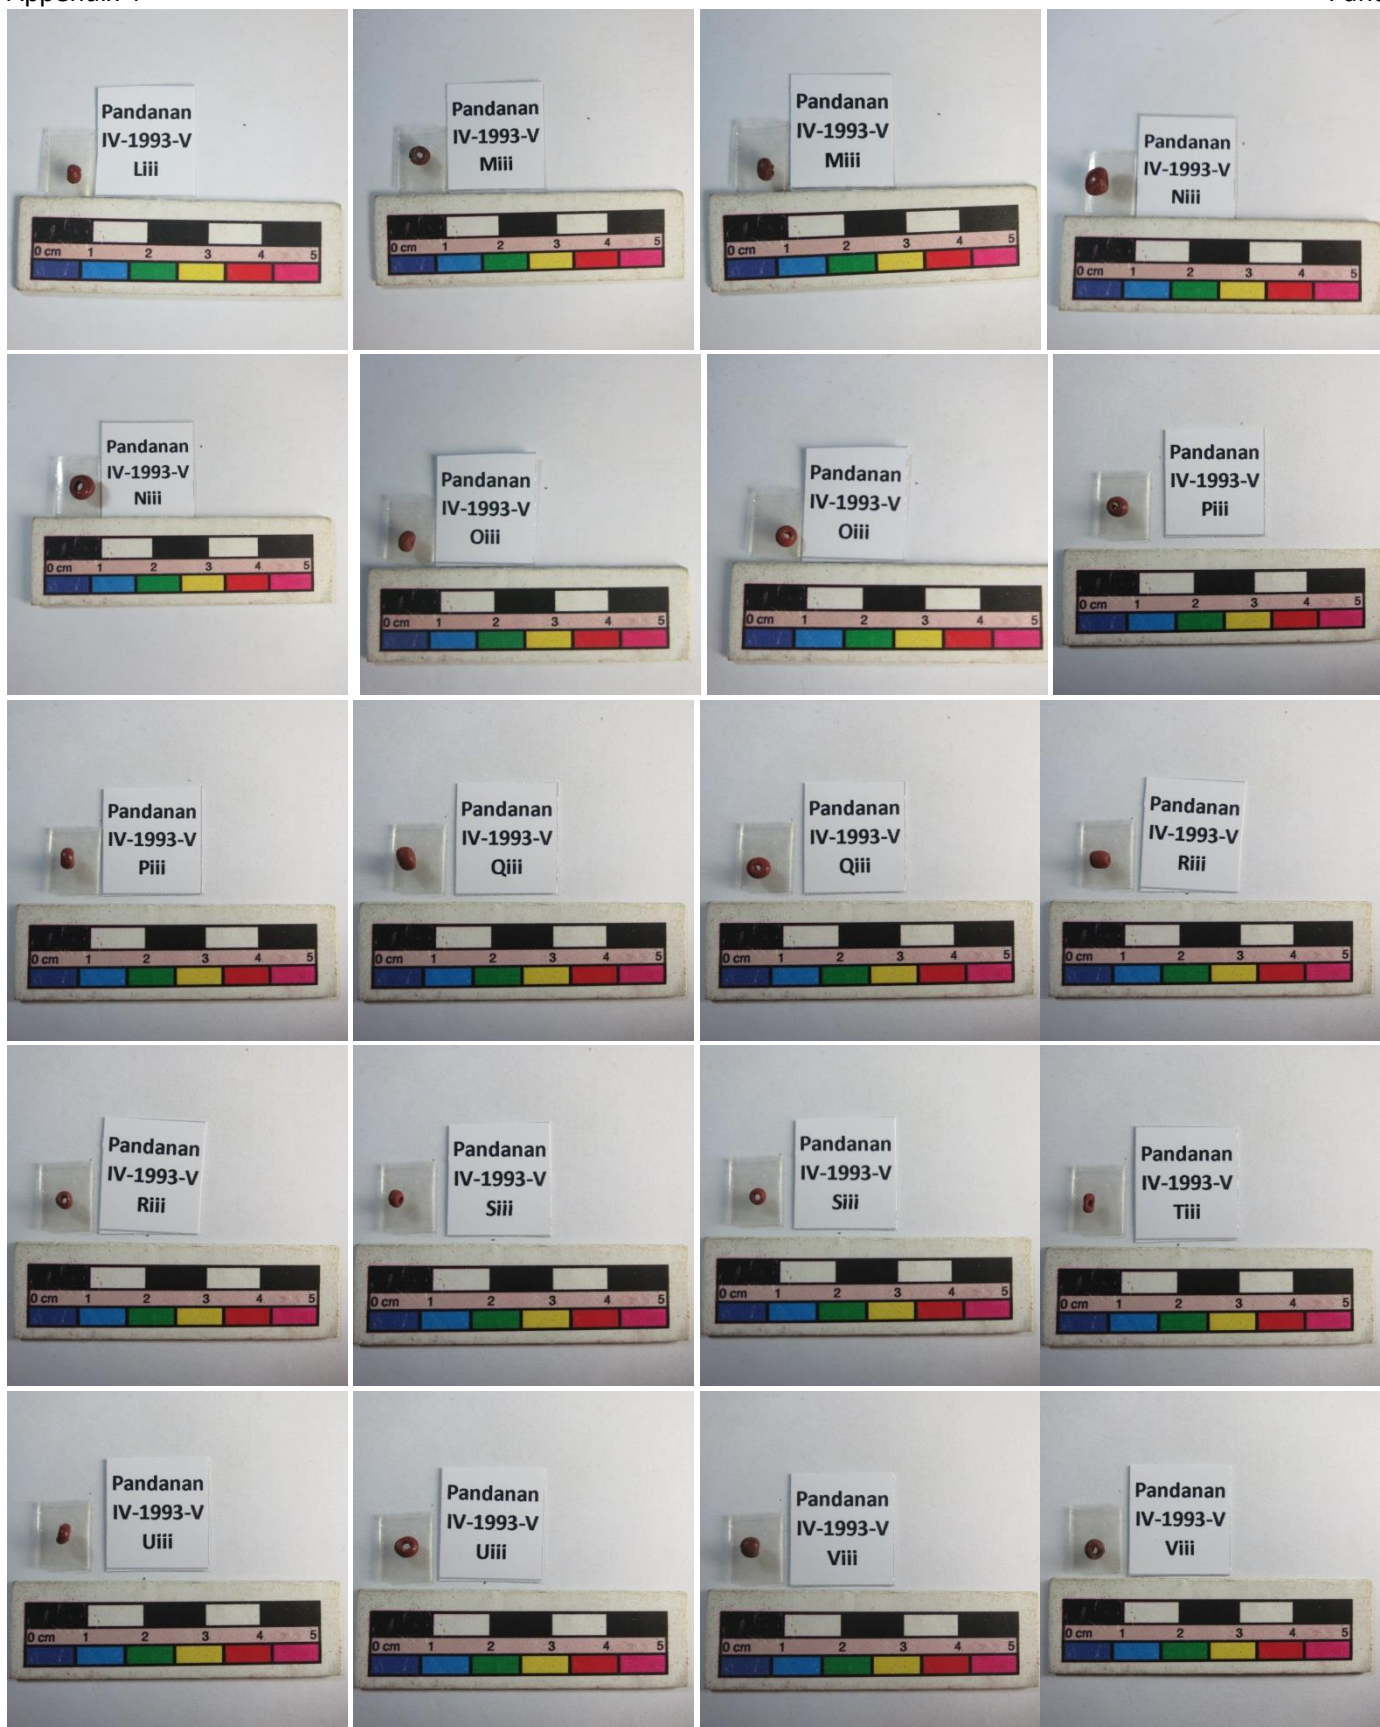 Pandanan
IV-1993-V
Liii
0 cm 1 2 3 4 5
Pandanan
IV-1993-V
Miii
0 cm 1 2 3 4 5
Pandanan
IV-1993-V
Miii
0 cm 1 2 3 4 5
Pandanan
IV-1993-V
Niii
0 cm 1 2 3 4 5
Pandanan
IV-1993-V
Niii
0 cm 1 2 3 4 5
Pandanan
IV-1993-V
Oiii
0 cm 1 2 3 4 5
Pandanan
IV-1993-V
Oiii
0 cm 1 2 3 4 5
Pandanan
IV-1993-V
Piii
0 cm 1 2 3 4 5
Pandanan
IV-1993-V
Piii
0 cm 1 2 3 4 5
Pandanan
IV-1993-V
Qiii
0 cm 1 2 3 4 5
Pandanan
IV-1993-V
Qiii
0 cm 1 2 3 4 5
Pandanan
IV-1993-V
Riii
0 cm 1 2 3 4 5
Pandanan
IV-1993-V
Riii
0 cm 1 2 3 4 5
Pandanan
IV-1993-V
Siii
0 cm 1 2 3 4 5
Pandanan
IV-1993-V
Siii
0 cm 1 2 3 4 5
Pandanan
IV-1993-V
Tiii
0 cm 1 2 3 4 5
Pandanan
IV-1993-V
Uiii
0 cm 1 2 3 4 5
Pandanan
IV-1993-V
Uiii
0 cm 1 2 3 4 5
Pandanan
IV-1993-V
Viii
0 cm 1 2 3 4 5
Pandanan
IV-1993-V
Viii
0 cm 1 2 3 4 5